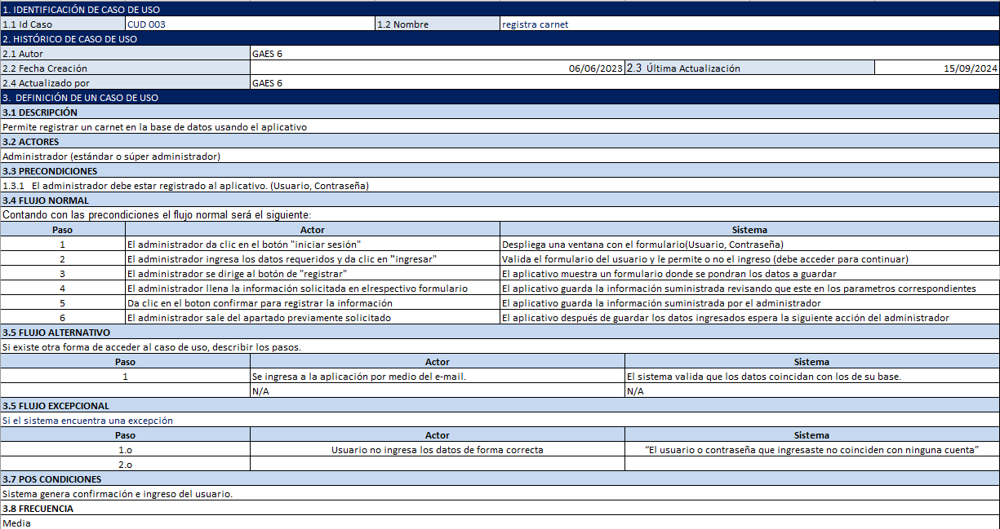 1. IDENTIFICACIÓN DE CASO DE USO
1.1 Id Caso CUD 003 1.2 Nombre registra carnet
2. HISTÓRICO DE CASO DE USO
2.1 Autor GAES 6
2.2 Fecha Creación 06/06/2023 2.3 Última Actualización 15/09/2024
2.4 Actualizado por GAES 6
3. DEFINICIÓN DE UN CASO DE USO
3.1 DESCRIPCIÓN
Permite registrar un carnet en la base de datos usando el aplicativo
3.2 ACTORES
Administrador (estándar o súper administrador)
3.3 PRECONDICIONES
1.3.1 El administrador debe estar registrado al aplicativo. (Usuario, Contraseña)
3.4 FLUJO NORMAL
Contando con las precondiciones el flujo normal será el siguiente:
Paso Actor Sistema
1 El administrador da clic en el botón "iniciar sesión" Despliega una ventana con el formulario(Usuario, Contraseña)
2 El administrador ingresa los datos requeridos y da clic en "ingresar" Valida el formulario del usuario y le permite o no el ingreso (debe acceder para continuar)
3 El administrador se dirige al botón de "registrar" El aplicativo muestra un formulario donde se pondran los datos a guardar
4 El administrador llena la información solicitada en elrespectivo formulario El aplicativo guarda la información suministrada revisando que este en los parametros correspondientes
5 Da clic en el boton confirmar para registrar la información El aplicativo guarda la información suministrada por el administrador
6 El administrador sale del apartado previamente solicitado El aplicativo después de guardar los datos ingresados espera la siguiente acción del administrador
3.5 FLUJO ALTERNATIVO
Si existe otra forma de acceder al caso de uso, describir los pasos.
Paso Actor Sistema
1 Se ingresa a la aplicación por medio del e-mail. El sistema valida que los datos coincidan con los de su base.
N/A N/A
3.5 FLUJO EXCEPCIONAL
Si el sistema encuentra una excepción
Paso Actor Sistema
1.o Usuario no ingresa los datos de forma correcta “El usuario o contraseña que ingresaste no coinciden con ninguna cuenta”
2.o
3.7 POS CONDICIONES
Sistema genera confirmación e ingreso del usuario.
3.8 FRECUENCIA
Media